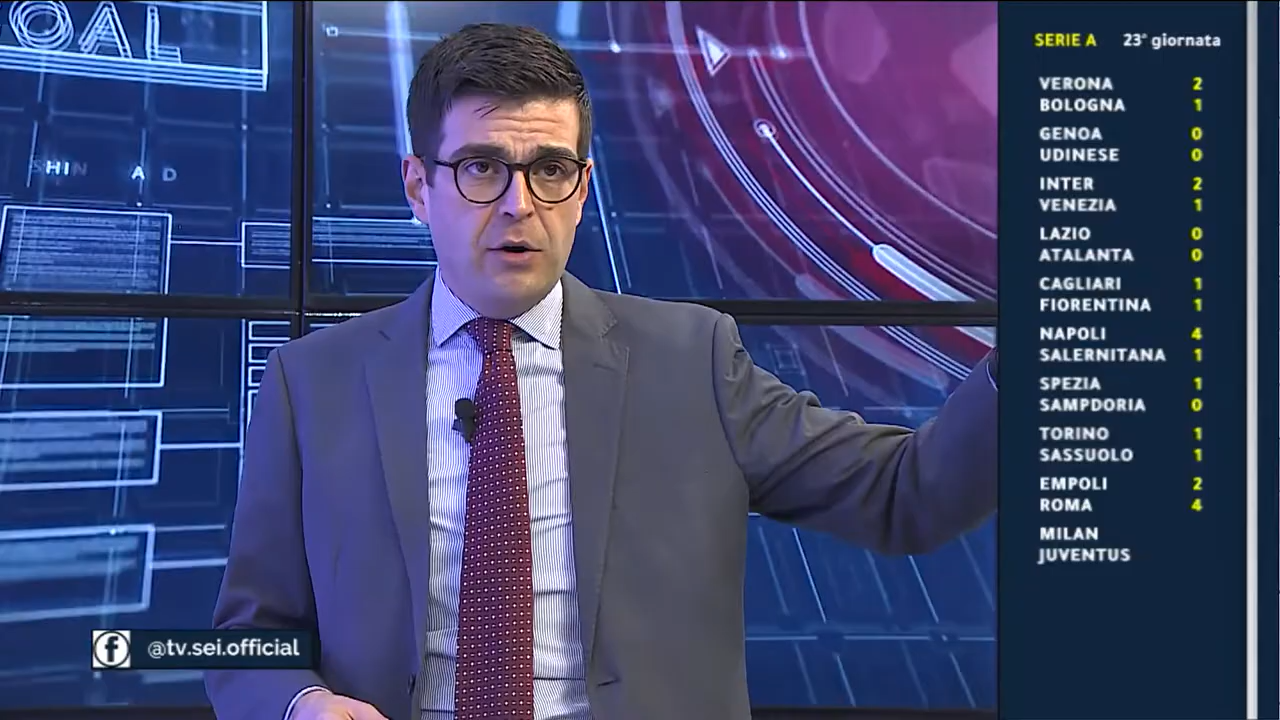 OAL
SERIE A 23ª giornata
VERONA 2
BOLOGNA 1
GENOA 0
UDINESE 0
INTER 2
VENEZIA 1
LAZIO 0
ATALANTA 0
CAGLIARI 1
FIORENTINA 1
NAPOLI 4
SALERNITANA 1
SPEZIA 1
SAMPDORIA 0
TORINO 1
SASSUOLO 1
EMPOLI 2
ROMA 4
MILAN
JUVENTUS
@tv.sei.official